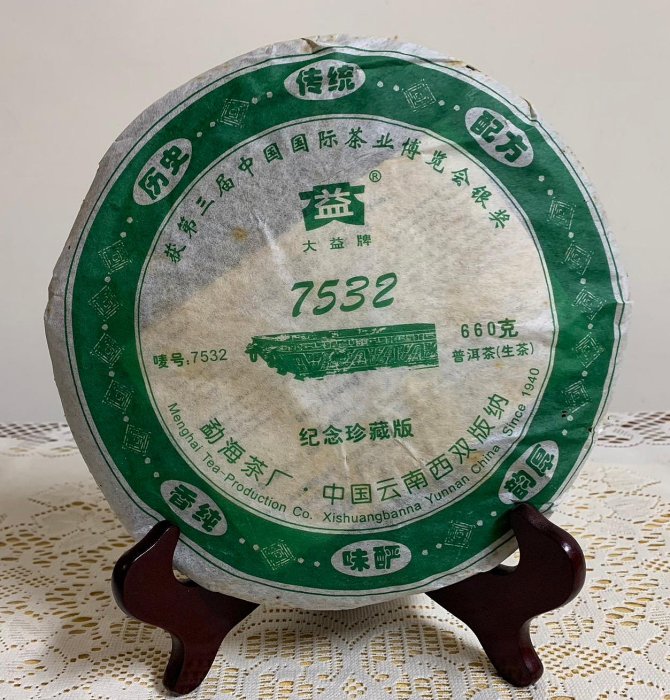 历史
传统
配方
获第三届中国国际茶业博览会银奖
益®
大益牌
7532
660克
唛号:7532
普洱茶(生茶)
纪念珍藏版
勐海茶厂·中国云南西双版纳
Menghai Tea Production Co. Xishuangbanna Yunnan China Since 1940
香纯
味酽